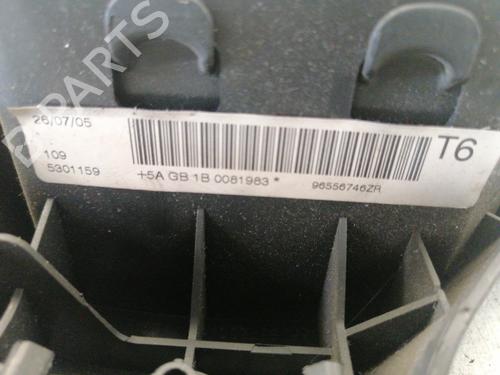 B-PARTS
26/07/05
T6
109
5301159
+5A GB 1B 0081983 *
96556746ZR